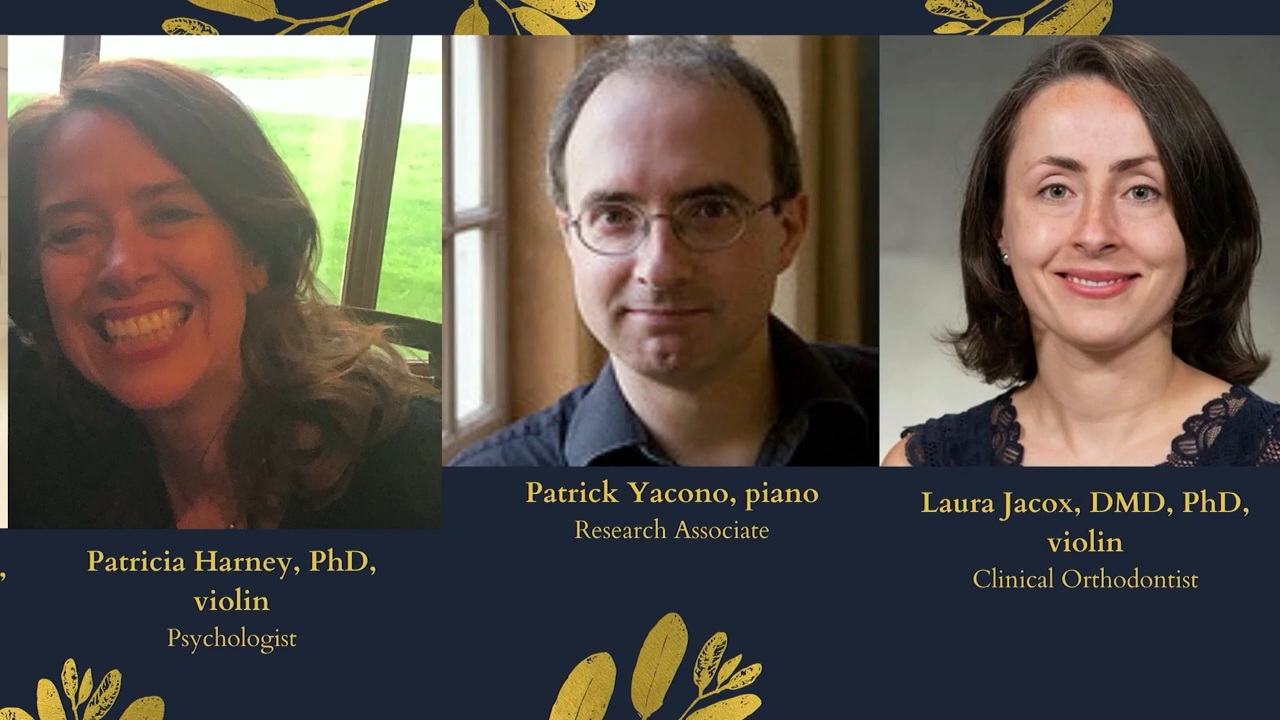 Patricia Harney, PhD,
violin
Psychologist
Patrick Yacono, piano
Research Associate
Laura Jacox, DMD, PhD,
violin
Clinical Orthodontist